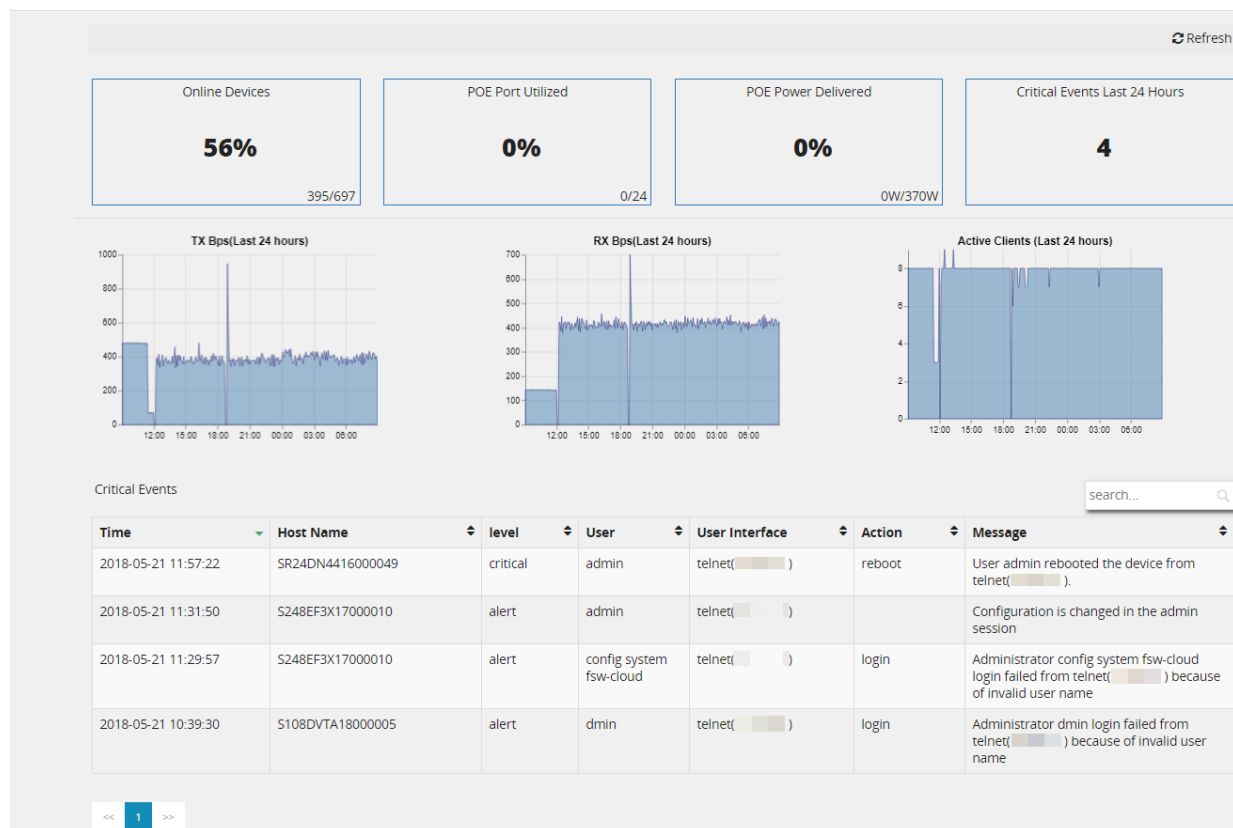 Refresh
Online Devices
56%
395/697
POE Port Utilized
0%
0/24
POE Power Delivered
0%
0W/370W
Critical Events Last 24 Hours
4
TX Bps(Last 24 hours)
1000
800
600
400
200
0
12:00 15:00 18:00 21:00 00:00 03:00 06:00
RX Bps(Last 24 hours)
700
600
500
400
300
200
100
0
12:00 15:00 18:00 21:00 00:00 03:00 06:00
Active Clients (Last 24 hours)
8
6
4
2
0
12:00 15:00 18:00 21:00 00:00 03:00 06:00
Critical Events
search...
Time Host Name level User User Interface Action Message
2018-05-21 11:57:22 SR24DN4416000049 critical admin telnet( ) reboot User admin rebooted the device from
telnet( ).
2018-05-21 11:31:50 S248EF3X17000010 alert admin telnet( ) Configuration is changed in the admin
session
2018-05-21 11:29:57 S248EF3X17000010 alert config system telnet( ) login Administrator config system fsw-cloud
fsw-cloud login failed from telnet( ) because
of invalid user name
2018-05-21 10:39:30 S108DVTA18000005 alert dmin telnet( ) login Administrator dmin login failed from
telnet( ) because of invalid user
name
<< 1 >>